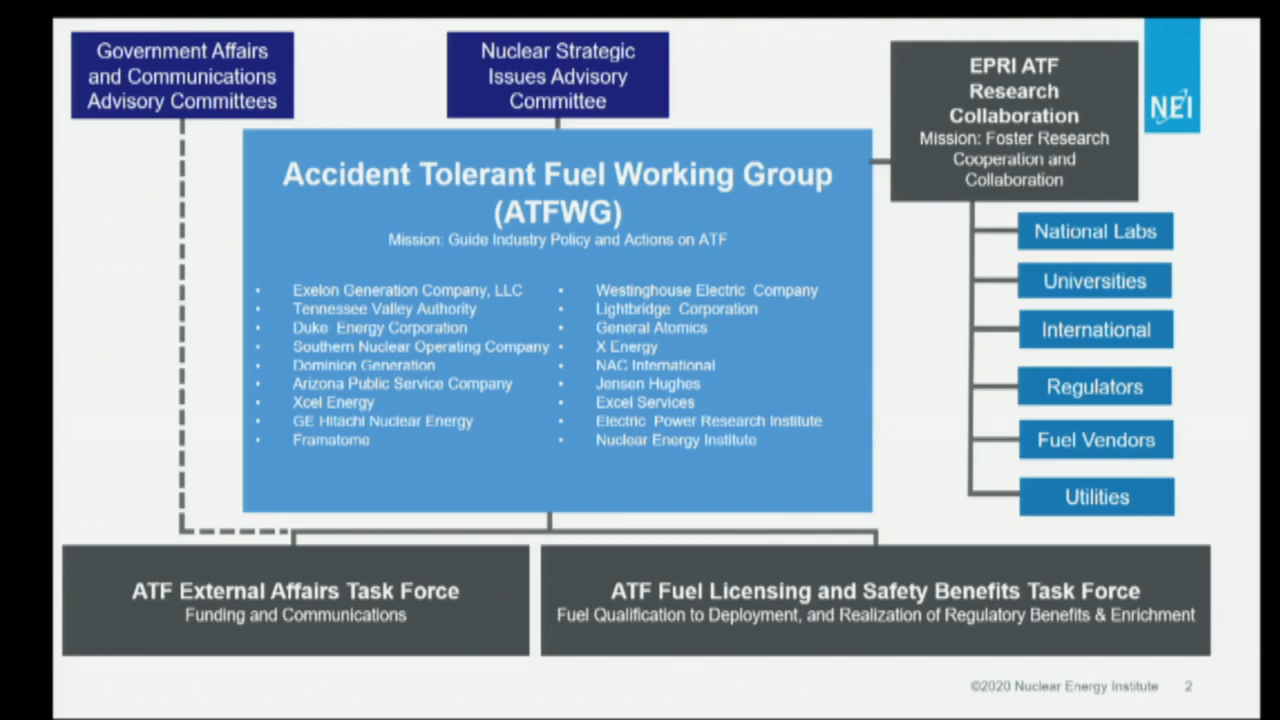 Government Affairs
and Communications
Advisory Committees
Nuclear Strategic
Issues Advisory
Committee
EPRI ATF
Research
Collaboration
Mission: Foster Research
Cooperation and
Collaboration
NEI
Accident Tolerant Fuel Working Group
(ATFWG)
Mission: Guide Industry Policy and Actions on ATF
• Exelon Generation Company, LLC
• Tennessee Valley Authority
• Duke Energy Corporation
• Southern Nuclear Operating Company
• Dominion Generation
• Arizona Public Service Company
• Xcel Energy
• GE Hitachi Nuclear Energy
• Framatome
• Westinghouse Electric Company
• Lightbridge Corporation
• General Atomics
• X Energy
• NAC International
• Jensen Hughes
• Excel Services
• Electric Power Research Institute
• Nuclear Energy Institute
National Labs
Universities
International
Regulators
Fuel Vendors
Utilities
ATF External Affairs Task Force
Funding and Communications
ATF Fuel Licensing and Safety Benefits Task Force
Fuel Qualification to Deployment, and Realization of Regulatory Benefits & Enrichment
©2020 Nuclear Energy Institute 2